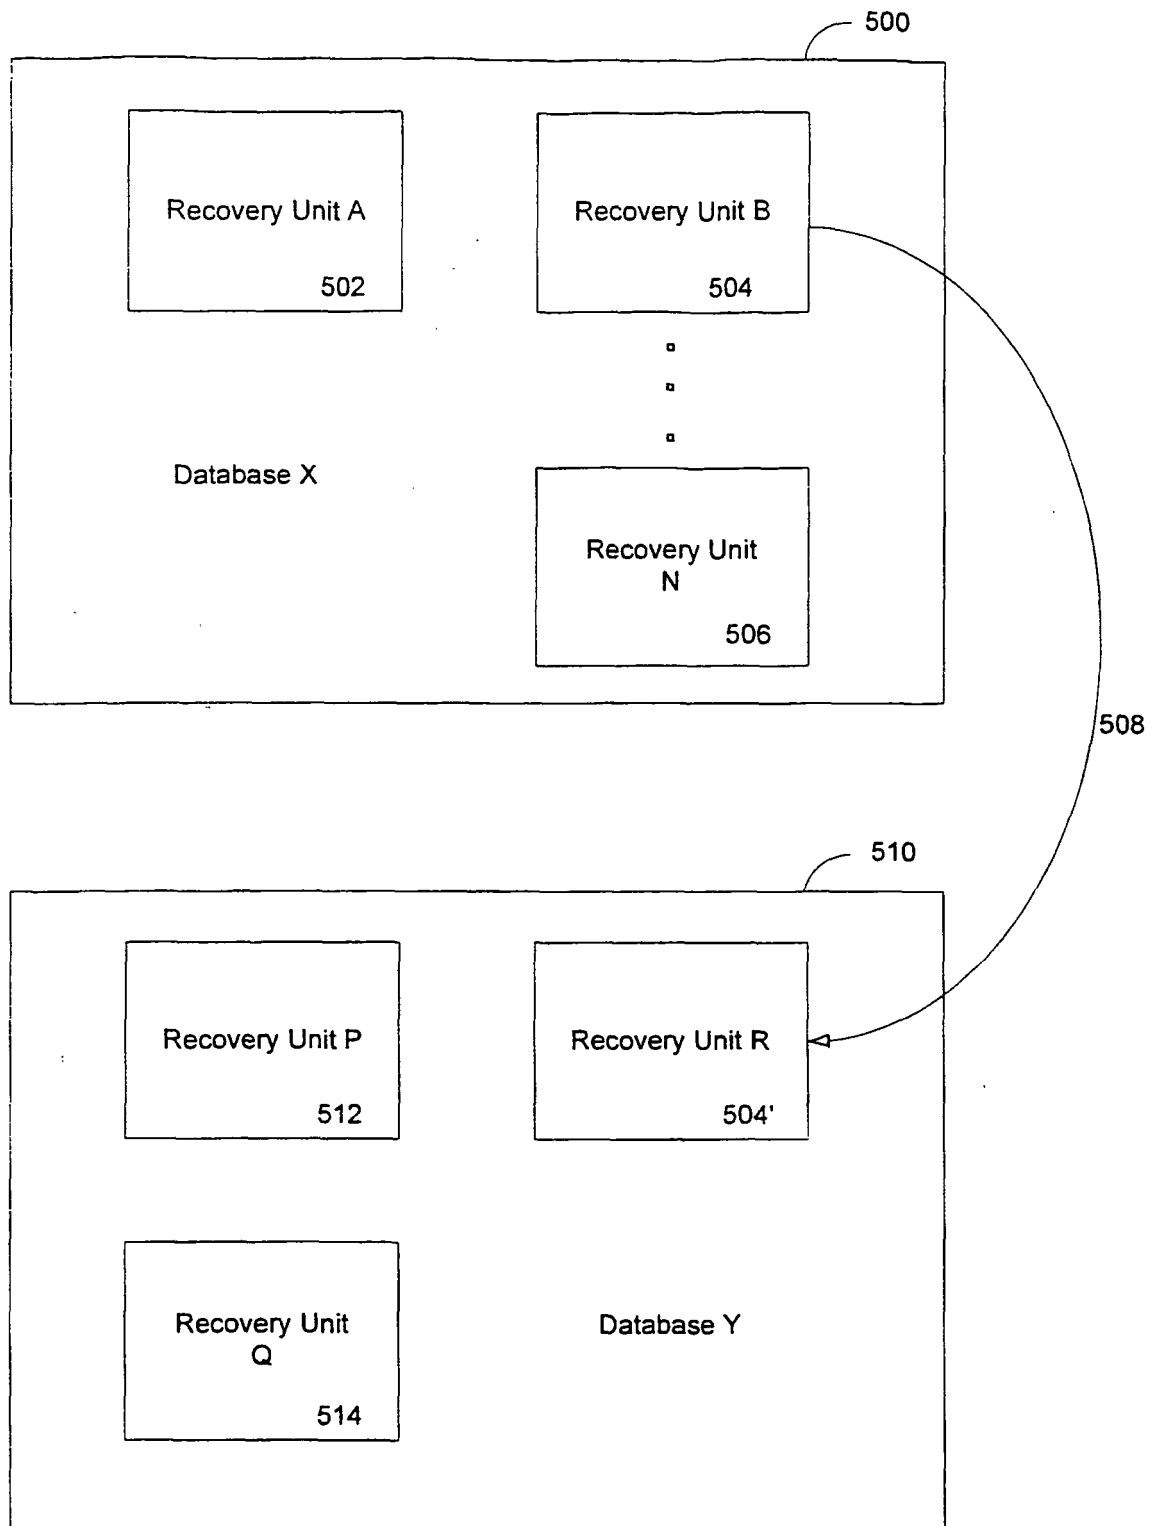 500
Recovery Unit A
502
Recovery Unit B
504
Database X
Recovery Unit
N
506
508
510
Recovery Unit P
512
Recovery Unit R
504'
Recovery Unit
Q
514
Database Y